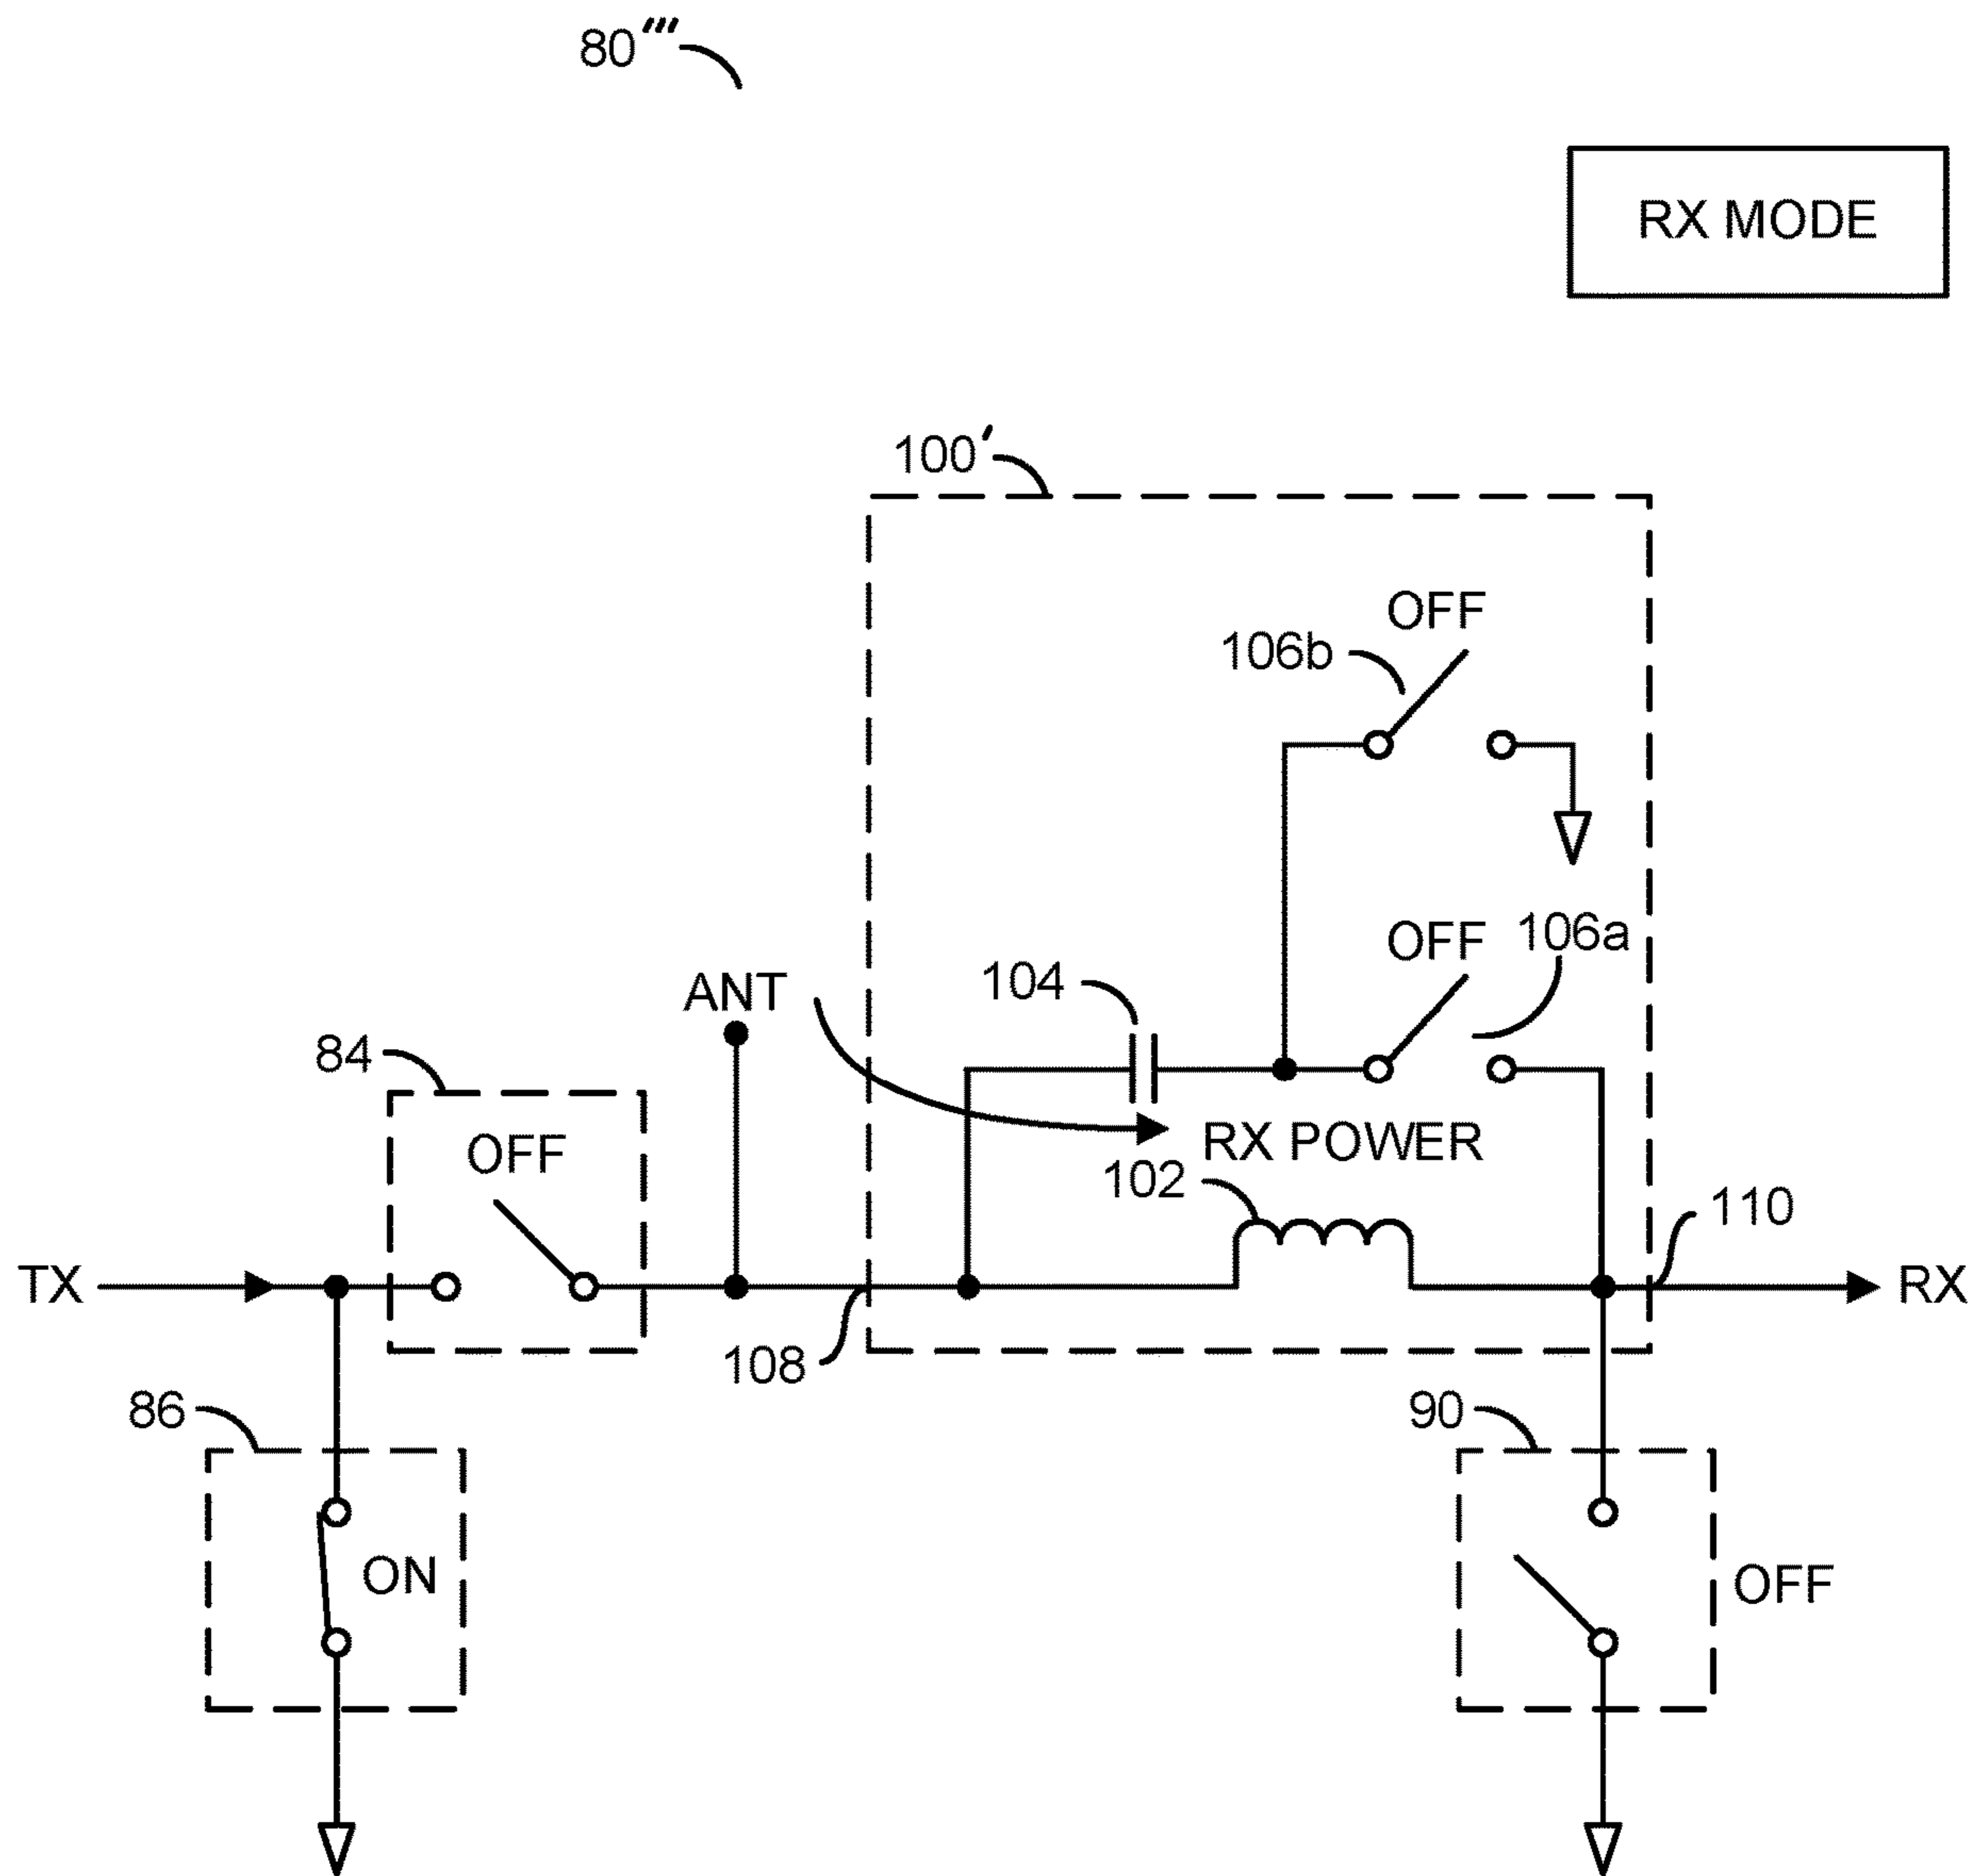 80‴
RX MODE
100′
OFF
106b
OFF
106a
104
ANT
84
OFF
RX POWER
102
110
TX
RX
108
86
90
ON
OFF